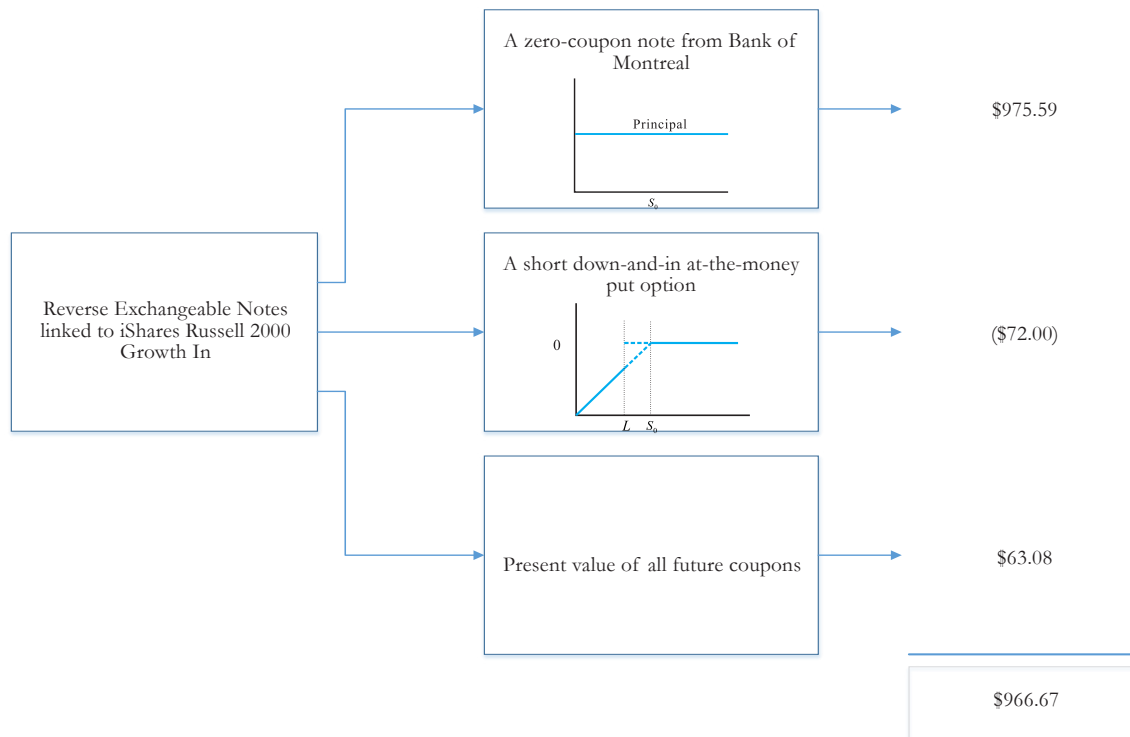 A zero-coupon note from Bank of
Montreal
Principal
S₀
$975.59
Reverse Exchangeable Notes
linked to iShares Russell 2000
Growth In
A short down-and-in at-the-money
put option
0
L S₀
($72.00)
Present value of all future coupons
$63.08
$966.67